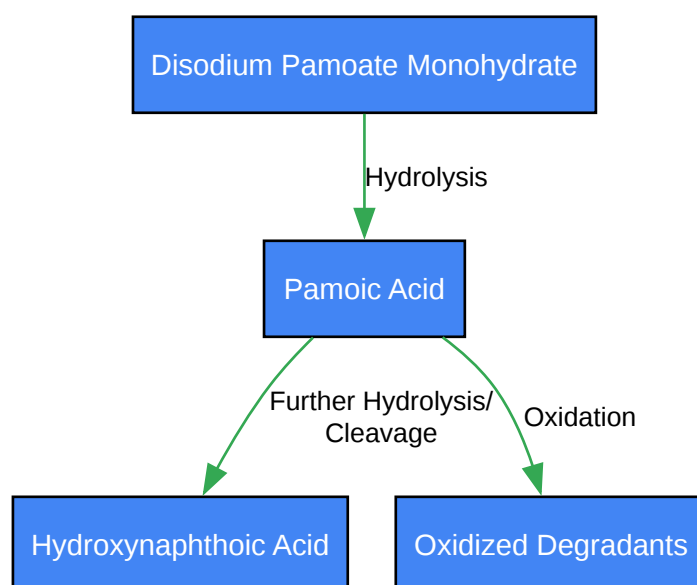 Disodium Pamoate Monohydrate
Hydrolysis
Pamoic Acid
Further Hydrolysis/
Cleavage
Oxidation
Hydroxynaphthoic Acid
Oxidized Degradants